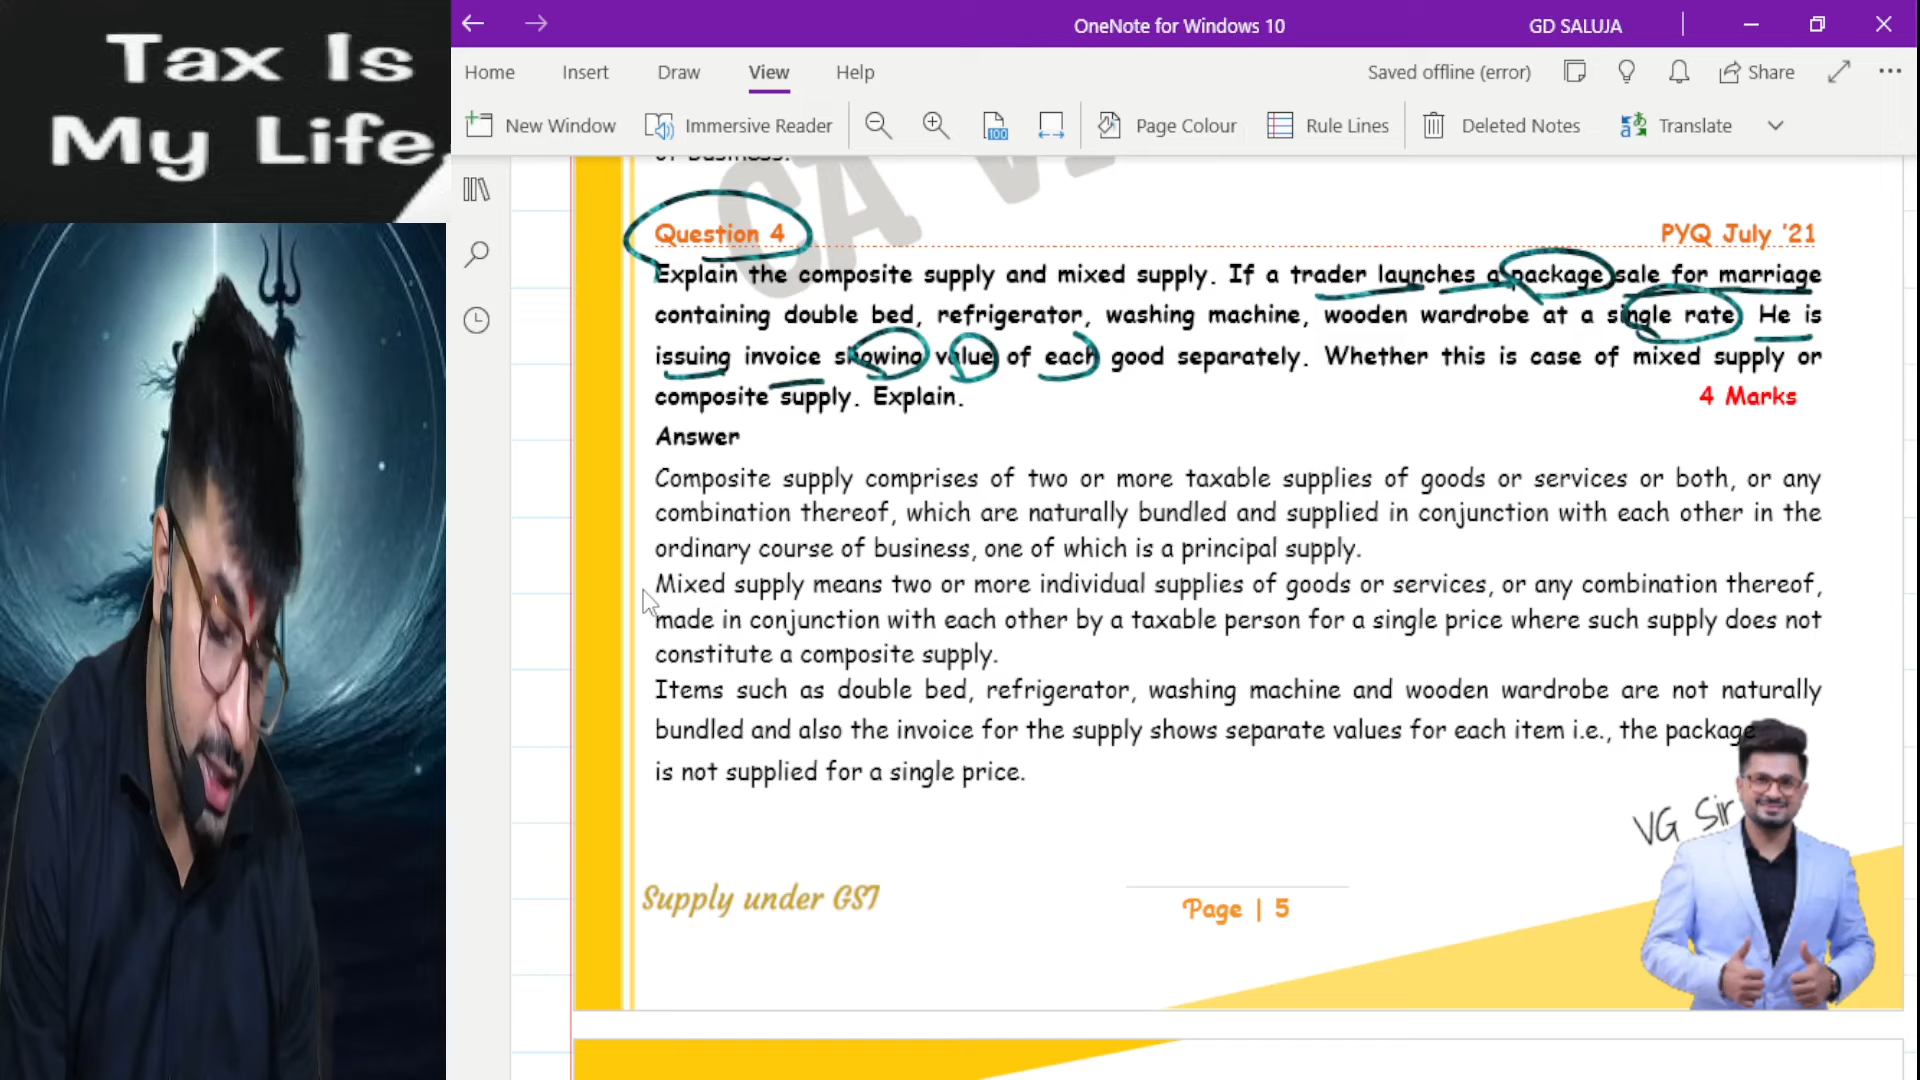 Tax Is
My Life
OneNote for Windows 10
GD SALUJA
Home
Insert
Draw
View
Help
Saved offline (error)
Share
New Window
Immersive Reader
100
Page Colour
Rule Lines
Deleted Notes
Translate
of business.
CA
Question 4
PYQ July '21
Explain the composite supply and mixed supply. If a trader launches a package sale for marriage
containing double bed, refrigerator, washing machine, wooden wardrobe at a single rate. He is
issuing invoice showing value of each good separately. Whether this is case of mixed supply or
composite supply. Explain.
4 Marks
Answer
Composite supply comprises of two or more taxable supplies of goods or services or both, or any
combination thereof, which are naturally bundled and supplied in conjunction with each other in the
ordinary course of business, one of which is a principal supply.
Mixed supply means two or more individual supplies of goods or services, or any combination thereof,
made in conjunction with each other by a taxable person for a single price where such supply does not
constitute a composite supply.
Items such as double bed, refrigerator, washing machine and wooden wardrobe are not naturally
bundled and also the invoice for the supply shows separate values for each item i.e., the package
is not supplied for a single price.
VG Sir
Supply under GST
Page | 5